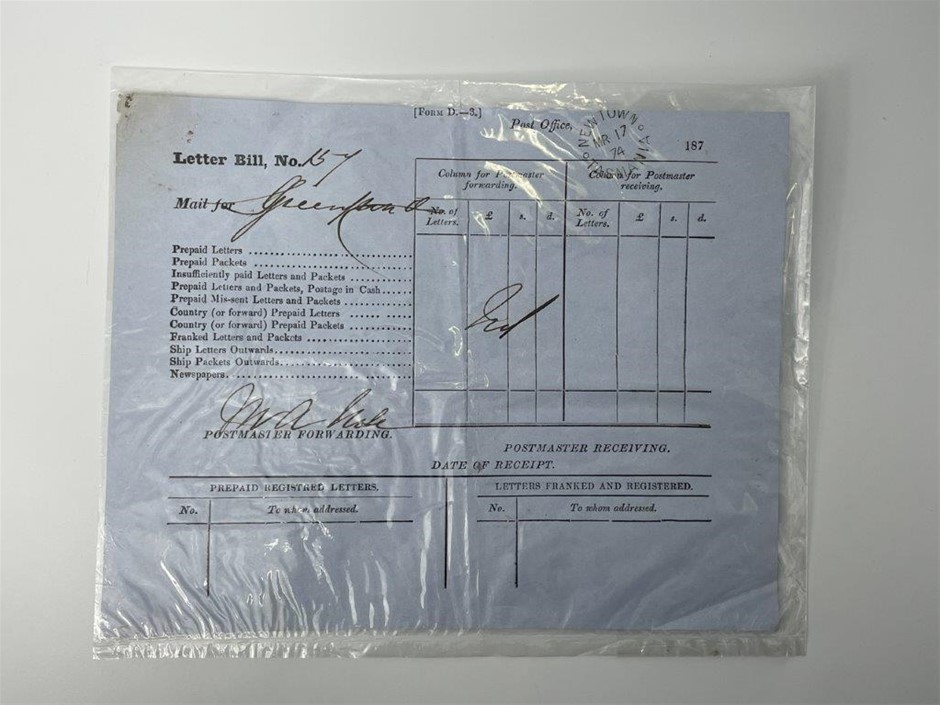 [FORM D.—3.]
Post Office,
NEWTOWN
MR 17
74
TASMANIA
187
Letter Bill, No. 157
Column for Postmaster forwarding.
Column for Postmaster receiving.
Mail for
No. of Letters. £ s. d. No. of Letters. £ s. d.
Prepaid Letters
Prepaid Packets
Insufficiently paid Letters and Packets
Prepaid Letters and Packets, Postage in Cash
Prepaid Mis-sent Letters and Packets
Country (or forward) Prepaid Letters
Country (or forward) Prepaid Packets
Franked Letters and Packets
Ship Letters Outwards
Ship Packets Outwards
Newspapers
POSTMASTER FORWARDING.
POSTMASTER RECEIVING.
DATE OF RECEIPT.
PREPAID REGISTRED LETTERS.
LETTERS FRANKED AND REGISTERED.
No. To whom addressed.
No. To whom addressed.